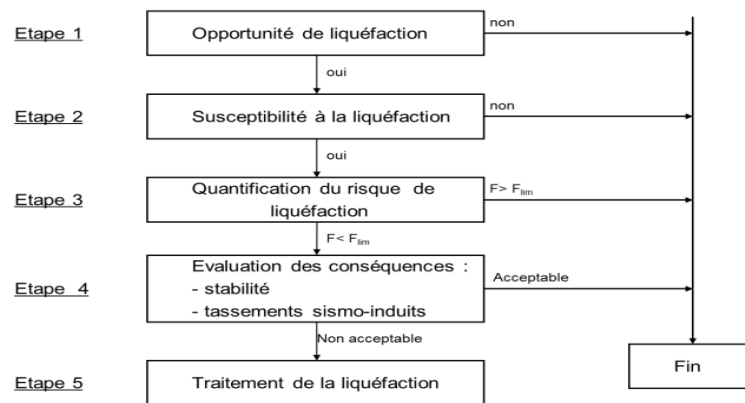 Etape 1
Opportunité de liquéfaction
non
oui
Etape 2
Susceptibilité à la liquéfaction
non
oui
Etape 3
Quantification du risque de
liquéfaction
F> Flim
F< Flim
Etape 4
Evaluation des conséquences :
- stabilité
- tassements sismo-induits
Acceptable
Non acceptable
Fin
Etape 5
Traitement de la liquéfaction